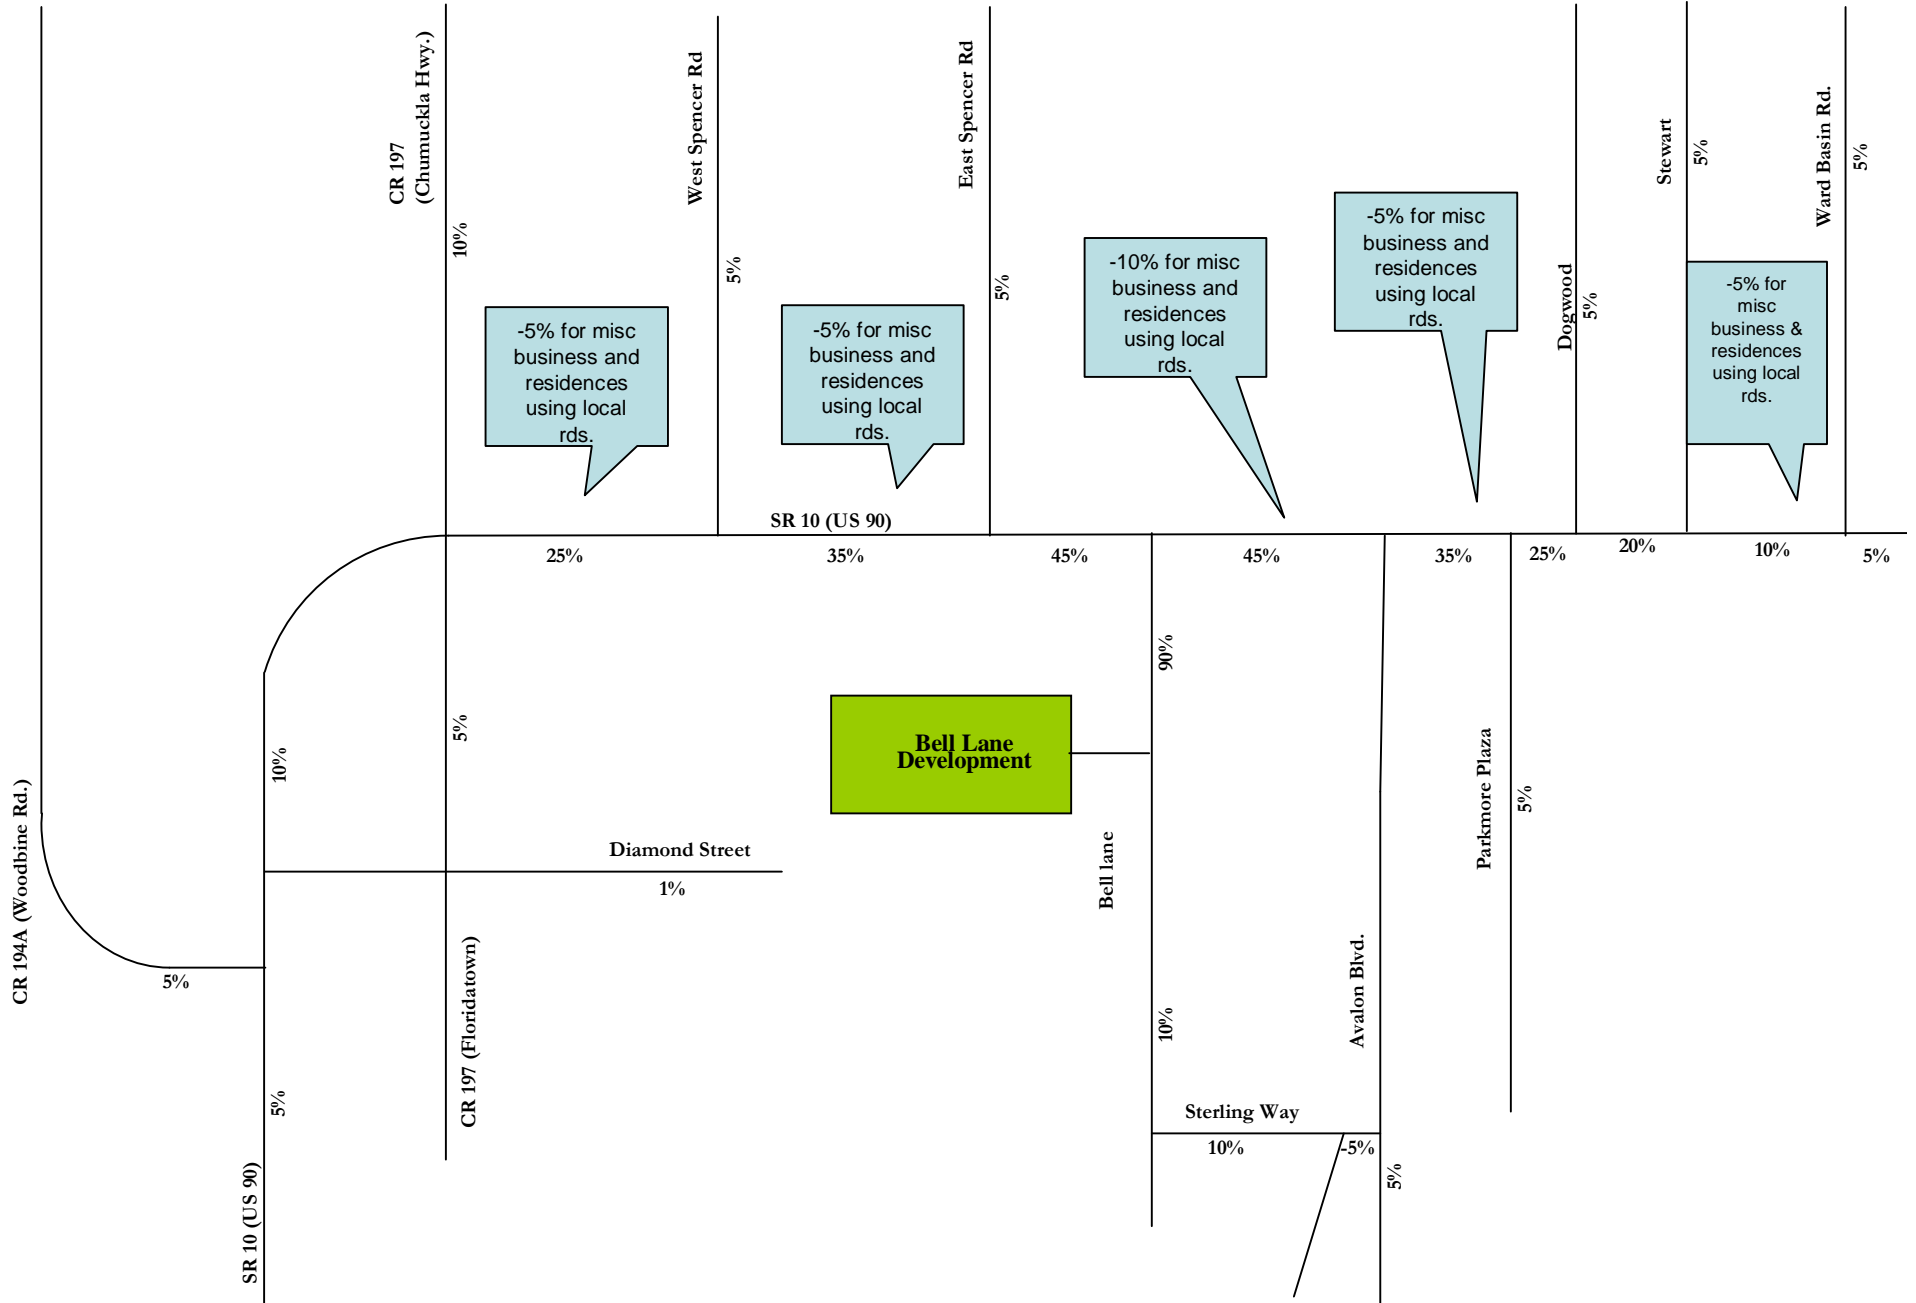 CR 197
(Chumuckla Hwy.)
10%
West Spencer Rd
5%
East Spencer Rd
5%
Dogwood
5%
Stewart
5%
Ward Basin Rd.
5%
-5% for misc
business and
residences
using local
rds.
-5% for misc
business and
residences
using local
rds.
-10% for misc
business and
residences
using local
rds.
-5% for misc
business and
residences
using local
rds.
-5% for
misc
business &
residences
using local
rds.
SR 10 (US 90)
25%
35%
45%
45%
35%
25%
20%
10%
5%
90%
10%
5%
Bell Lane
Development
Parkmore Plaza
5%
Diamond Street
1%
Bell lane
CR 194A (Woodbine Rd.)
5%
CR 197 (Floridatown)
Avalon Blvd.
10%
5%
SR 10 (US 90)
Sterling Way
10%
-5%
5%